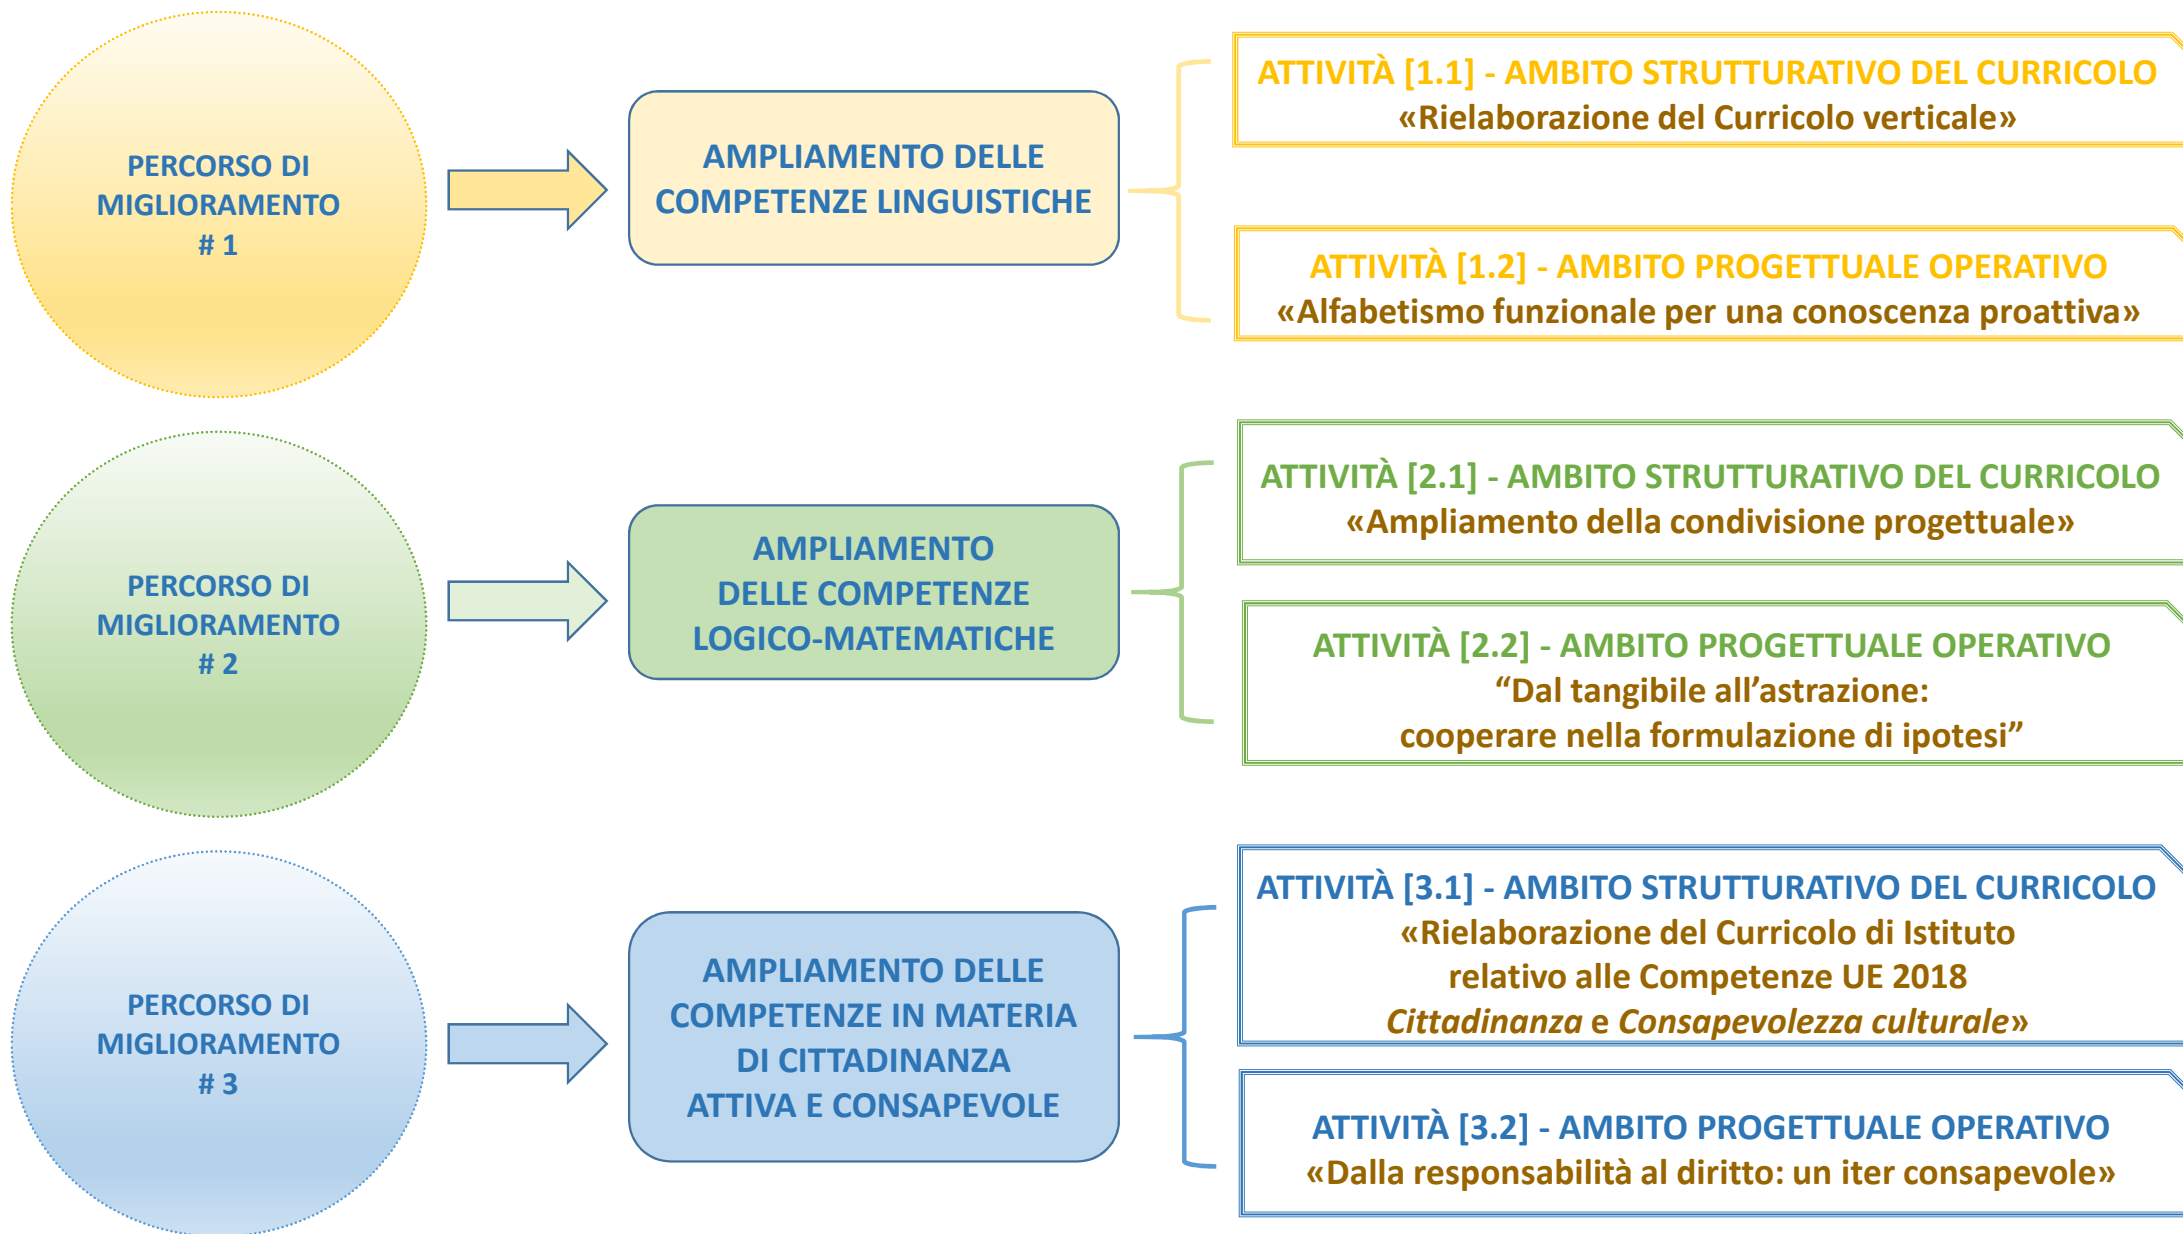 PERCORSO DI
MIGLIORAMENTO
# 1
AMPLIAMENTO DELLE
COMPETENZE LINGUISTICHE
ATTIVITÀ [1.1] - AMBITO STRUTTURATIVO DEL CURRICOLO
«Rielaborazione del Curricolo verticale»
ATTIVITÀ [1.2] - AMBITO PROGETTUALE OPERATIVO
«Alfabetismo funzionale per una conoscenza proattiva»
PERCORSO DI
MIGLIORAMENTO
# 2
AMPLIAMENTO
DELLE COMPETENZE
LOGICO-MATEMATICHE
ATTIVITÀ [2.1] - AMBITO STRUTTURATIVO DEL CURRICOLO
«Ampliamento della condivisione progettuale»
ATTIVITÀ [2.2] - AMBITO PROGETTUALE OPERATIVO
“Dal tangibile all’astrazione:
cooperare nella formulazione di ipotesi”
PERCORSO DI
MIGLIORAMENTO
# 3
AMPLIAMENTO DELLE
COMPETENZE IN MATERIA
DI CITTADINANZA
ATTIVA E CONSAPEVOLE
ATTIVITÀ [3.1] - AMBITO STRUTTURATIVO DEL CURRICOLO
«Rielaborazione del Curricolo di Istituto
relativo alle Competenze UE 2018
Cittadinanza e Consapevolezza culturale»
ATTIVITÀ [3.2] - AMBITO PROGETTUALE OPERATIVO
«Dalla responsabilità al diritto: un iter consapevole»